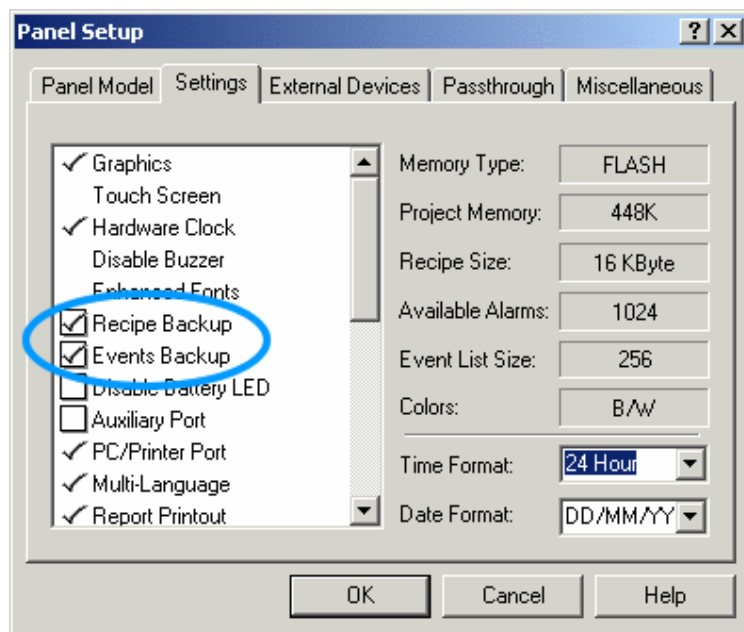 Panel Setup
Panel Model Settings External Devices Passthrough Miscellaneous
Graphics
Touch Screen
Hardware Clock
Disable Buzzer
Enhanced Fonts
Recipe Backup
Events Backup
Disable Battery LED
Auxiliary Port
PC/Printer Port
Multi-Language
Report Printout
Memory Type: FLASH
Project Memory: 448K
Recipe Size: 16 KByte
Available Alarms: 1024
Event List Size: 256
Colors: B/W
Time Format: 24 Hour
Date Format: DD/MM/YY
OK Cancel Help